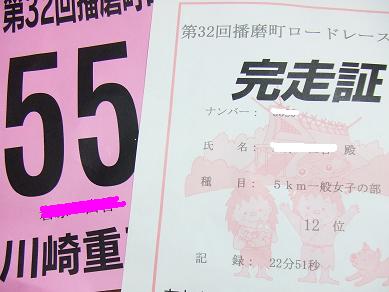 第32回播磨町
55
川崎重
第32回播磨町ロードレース
完走証
ナンバー：
氏 名： 殿
種 目： 5km一般女子の部
12 位
記 録： 22分51秒